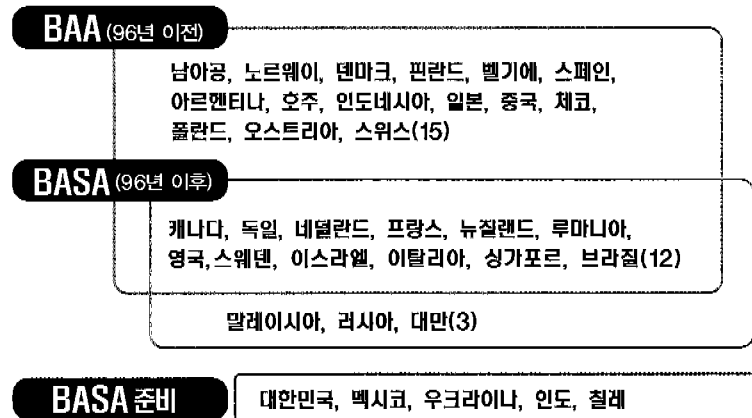 BAA (96년 이전)
남아공, 노르웨이, 덴마크, 핀란드, 벨기에, 스페인,
아르헨티나, 호주, 인도네시아, 일본, 중국, 체코,
폴란드, 오스트리아, 스위스(15)
BASA (96년 이후)
캐나다, 독일, 네덜란드, 프랑스, 뉴질랜드, 루마니아,
영국,스웨덴, 이스라엘, 이탈리아, 싱가포르, 브라질(12)
말레이시아, 러시아, 대만(3)
BASA 준비
대한민국, 멕시코, 우크라이나, 인도, 칠레